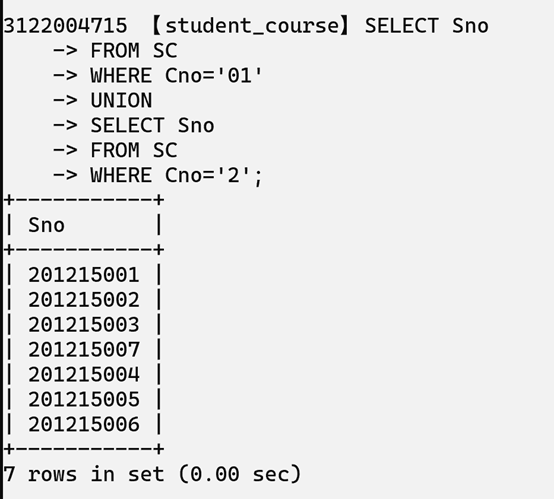 3122004715 【student_course】SELECT Sno
    -> FROM SC
    -> WHERE Cno='01'
    -> UNION
    -> SELECT Sno
    -> FROM SC
    -> WHERE Cno='2';
+-----------+
| Sno       |
+-----------+
| 201215001 |
| 201215002 |
| 201215003 |
| 201215007 |
| 201215004 |
| 201215005 |
| 201215006 |
+-----------+
7 rows in set (0.00 sec)